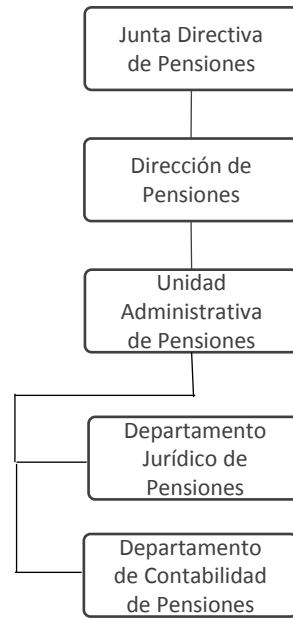 Junta Directiva
de Pensiones
Dirección de
Pensiones
Unidad
Administrativa
de Pensiones
Departamento
Jurídico de
Pensiones
Departamento
de Contabilidad
de Pensiones